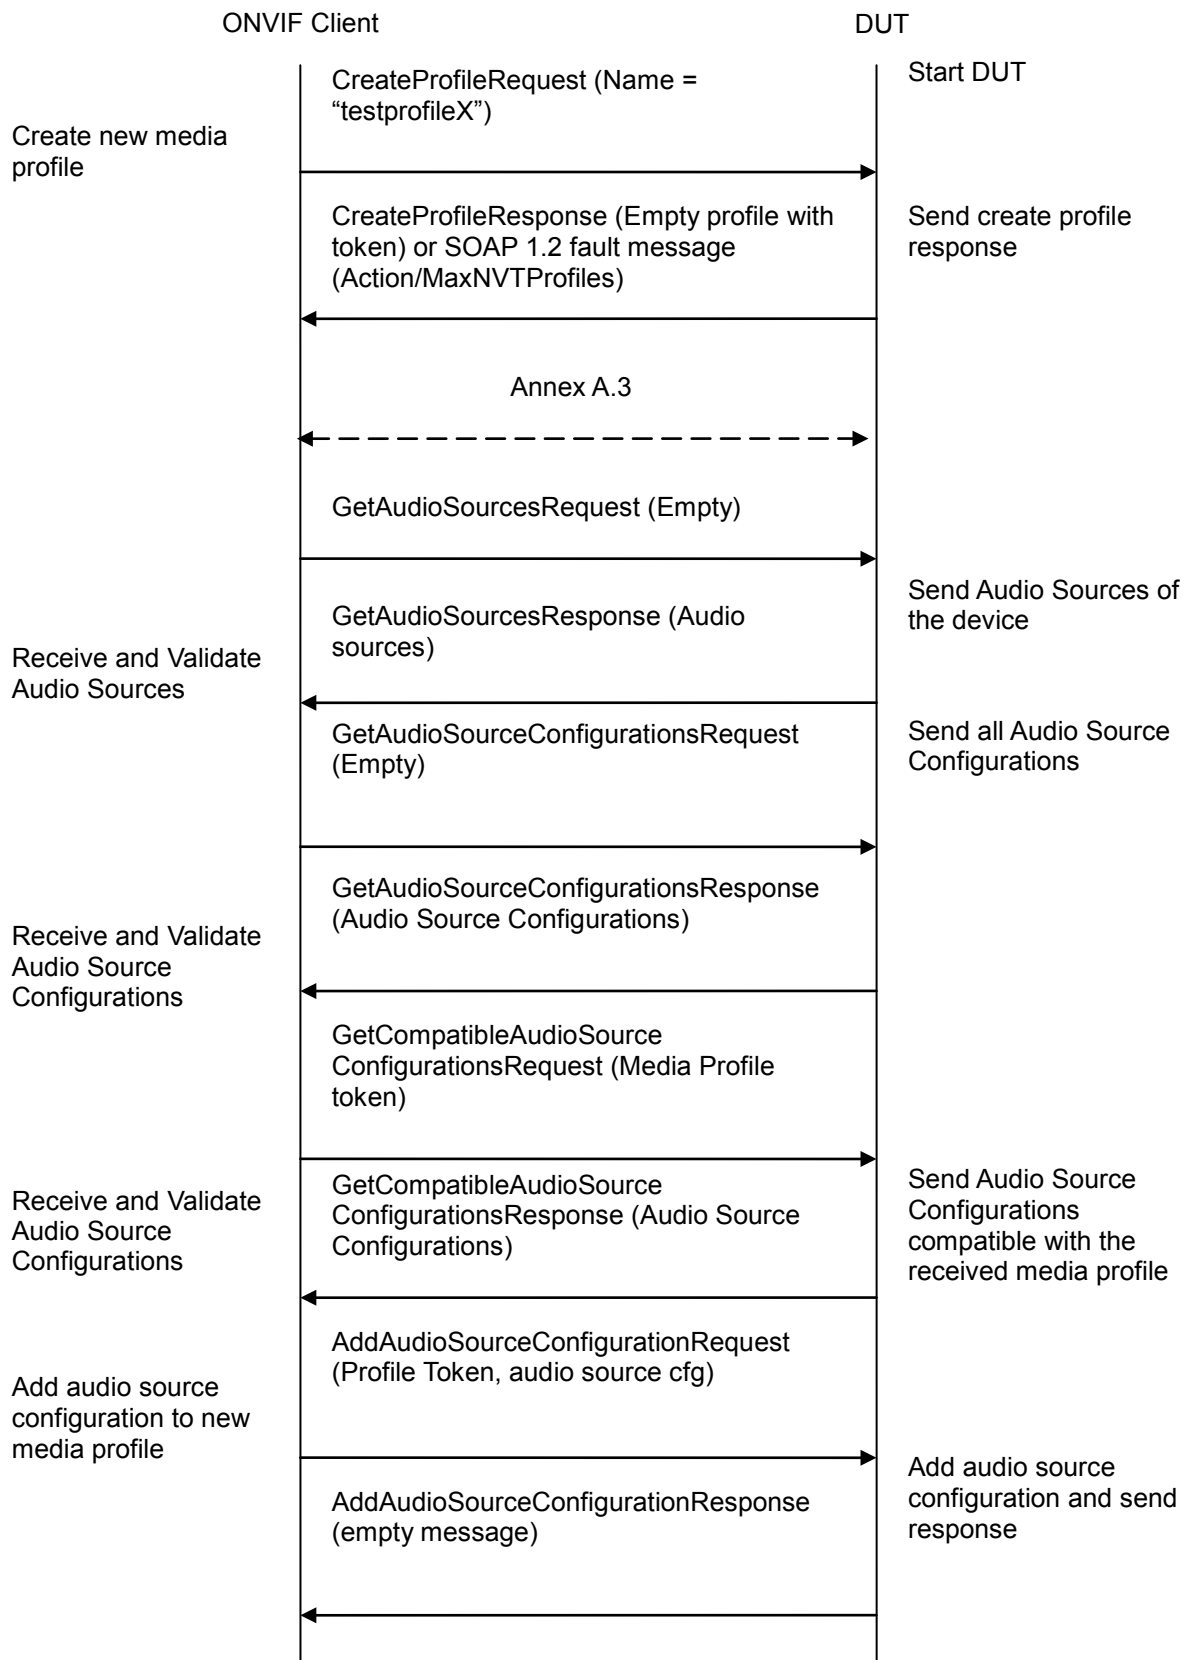 ONVIF Client
DUT
Start DUT
CreateProfileRequest (Name =
“testprofileX”)
Create new media
profile
CreateProfileResponse (Empty profile with
token) or SOAP 1.2 fault message
(Action/MaxNVTProfiles)
Send create profile
response
Annex A.3
GetAudioSourcesRequest (Empty)
Send Audio Sources of
the device
GetAudioSourcesResponse (Audio
sources)
Receive and Validate
Audio Sources
GetAudioSourceConfigurationsRequest
(Empty)
Send all Audio Source
Configurations
GetAudioSourceConfigurationsResponse
(Audio Source Configurations)
Receive and Validate
Audio Source
Configurations
GetCompatibleAudioSource
ConfigurationsRequest (Media Profile
token)
Send Audio Source
Configurations
compatible with the
received media profile
GetCompatibleAudioSource
ConfigurationsResponse (Audio Source
Configurations)
Receive and Validate
Audio Source
Configurations
AddAudioSourceConfigurationRequest
(Profile Token, audio source cfg)
Add audio source
configuration to new
media profile
Add audio source
configuration and send
response
AddAudioSourceConfigurationResponse
(empty message)